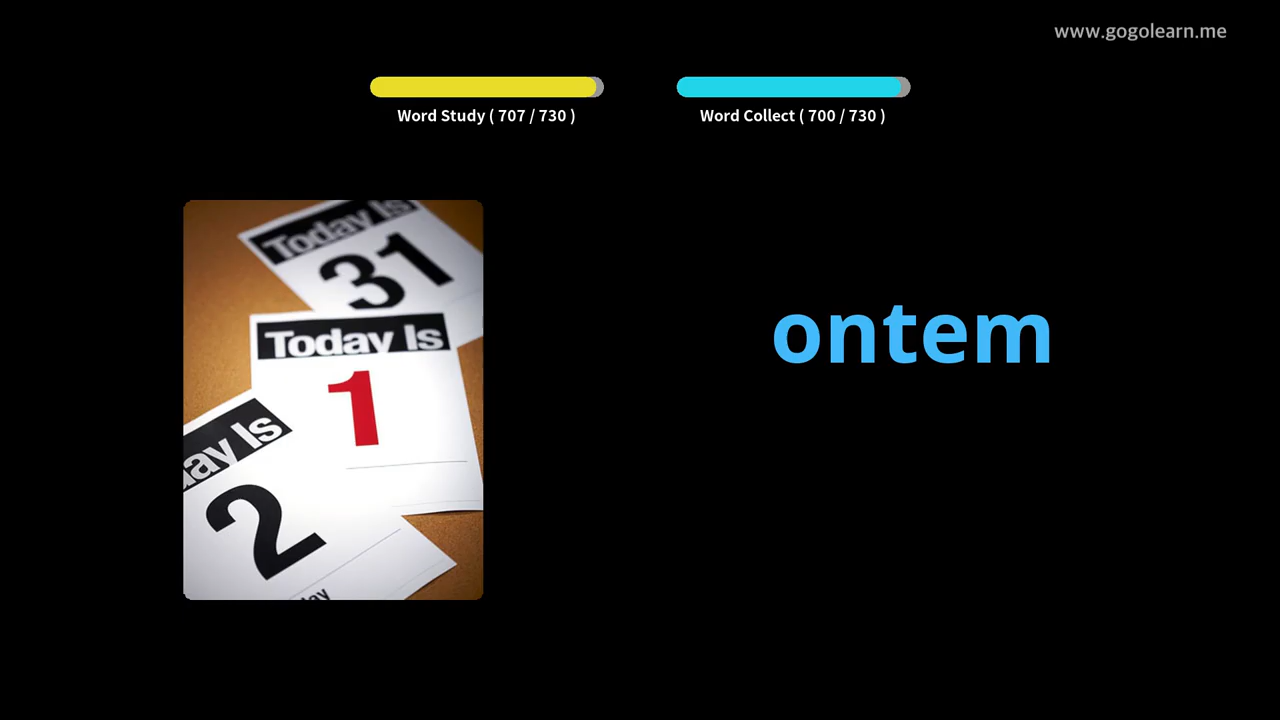 www.gogolearn.me
Word Study ( 707 / 730 )
Word Collect ( 700 / 730 )
Today Is
31
Today Is
1
ay Is
2
ontem